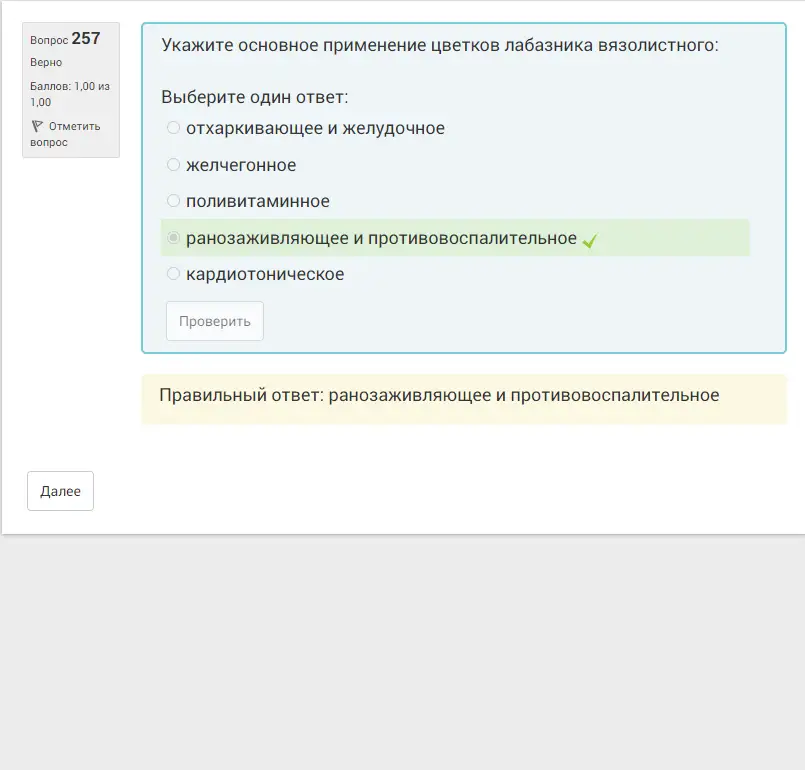 Вопрос 257
Верно
Баллов: 1,00 из
1,00
Отметить
вопрос
Укажите основное применение цветков лабазника вязолистного:
Выберите один ответ:
отхаркивающее и желудочное
желчегонное
поливитаминное
ранозаживляющее и противовоспалительное
кардиотоническое
Проверить
Правильный ответ: ранозаживляющее и противовоспалительное
Далее